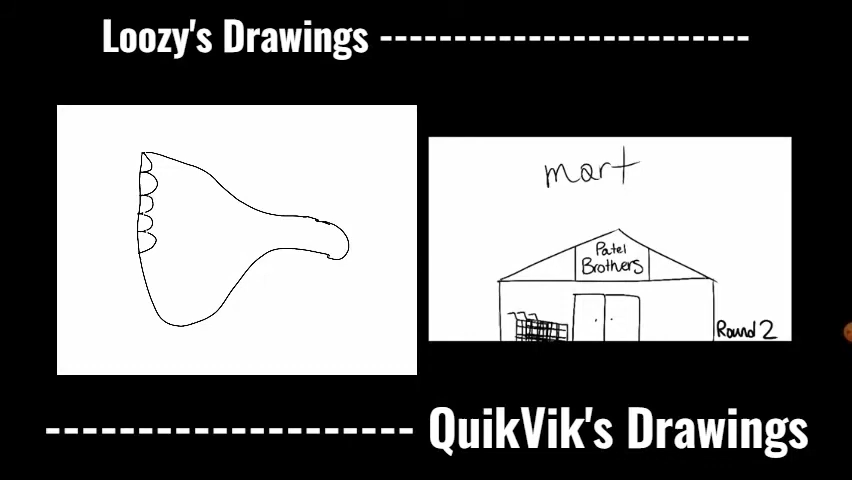 Loozy's Drawings -------------------------
mart
Patel
Brothers
Round 2
-------------------- QuikVik's Drawings